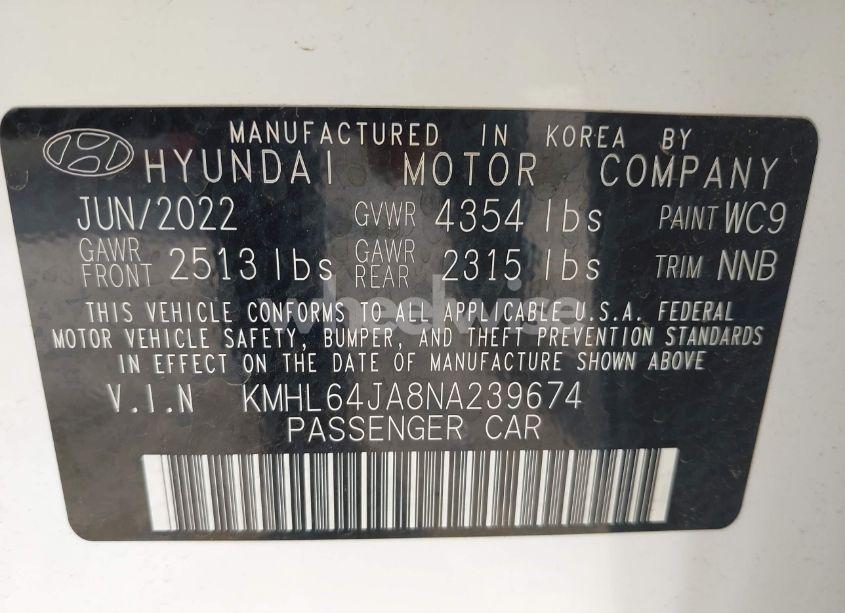 MANUFACTURED IN KOREA BY
HYUNDAI MOTOR COMPANY
JUN/2022 GVWR 4354 lbs PAINT WC9
GAWR FRONT 2513 lbs GAWR REAR 2315 lbs TRIM NNB
THIS VEHICLE CONFORMS TO ALL APPLICABLE U.S.A. FEDERAL
MOTOR VEHICLE SAFETY, BUMPER, AND THEFT PREVENTION STANDARDS
IN EFFECT ON THE DATE OF MANUFACTURE SHOWN ABOVE
V.I.N KMHL64JA8NA239674
PASSENGER CAR
wheelwise